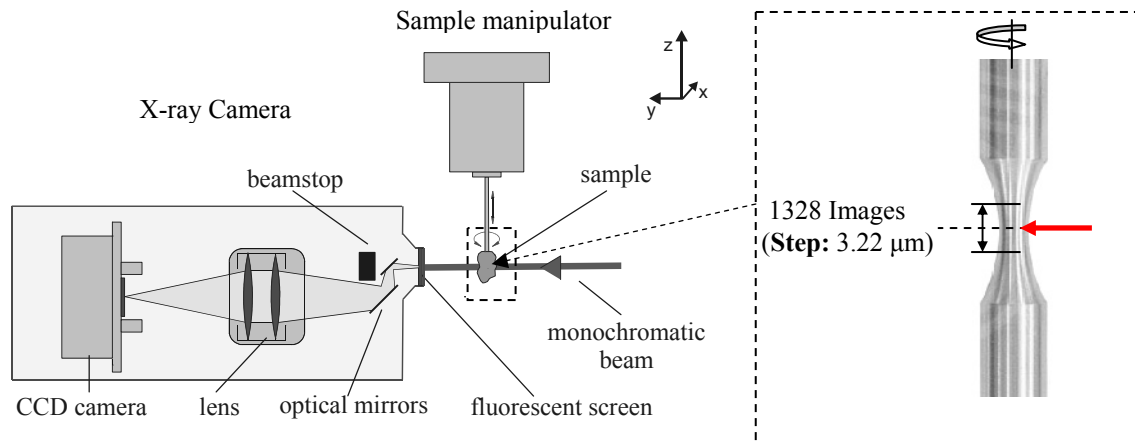 Sample manipulator
z
x
y
X-ray Camera
beamstop
sample
1328 Images
(Step: 3.22 µm)
monochromatic
beam
CCD camera
lens
optical mirrors
fluorescent screen